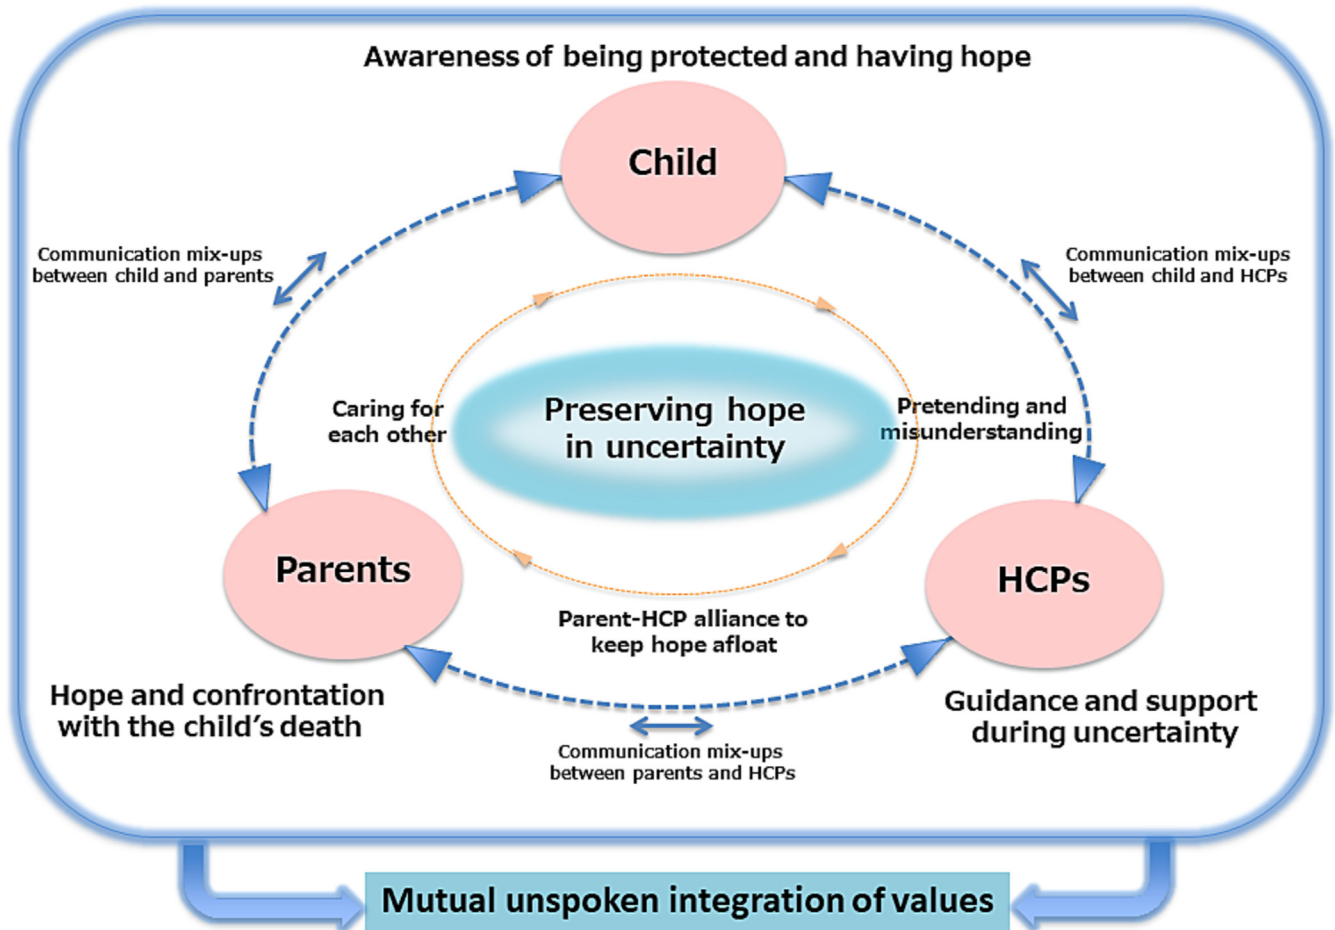 Awareness of being protected and having hope
Child
Communication mix-ups
between child and parents
Communication mix-ups
between child and HCPs
Caring for
each other
Preserving hope
in uncertainty
Pretending and
misunderstanding
Parents
HCPs
Parent-HCP alliance to
keep hope afloat
Hope and confrontation
with the child’s death
Guidance and support
during uncertainty
Communication mix-ups
between parents and HCPs
Mutual unspoken integration of values